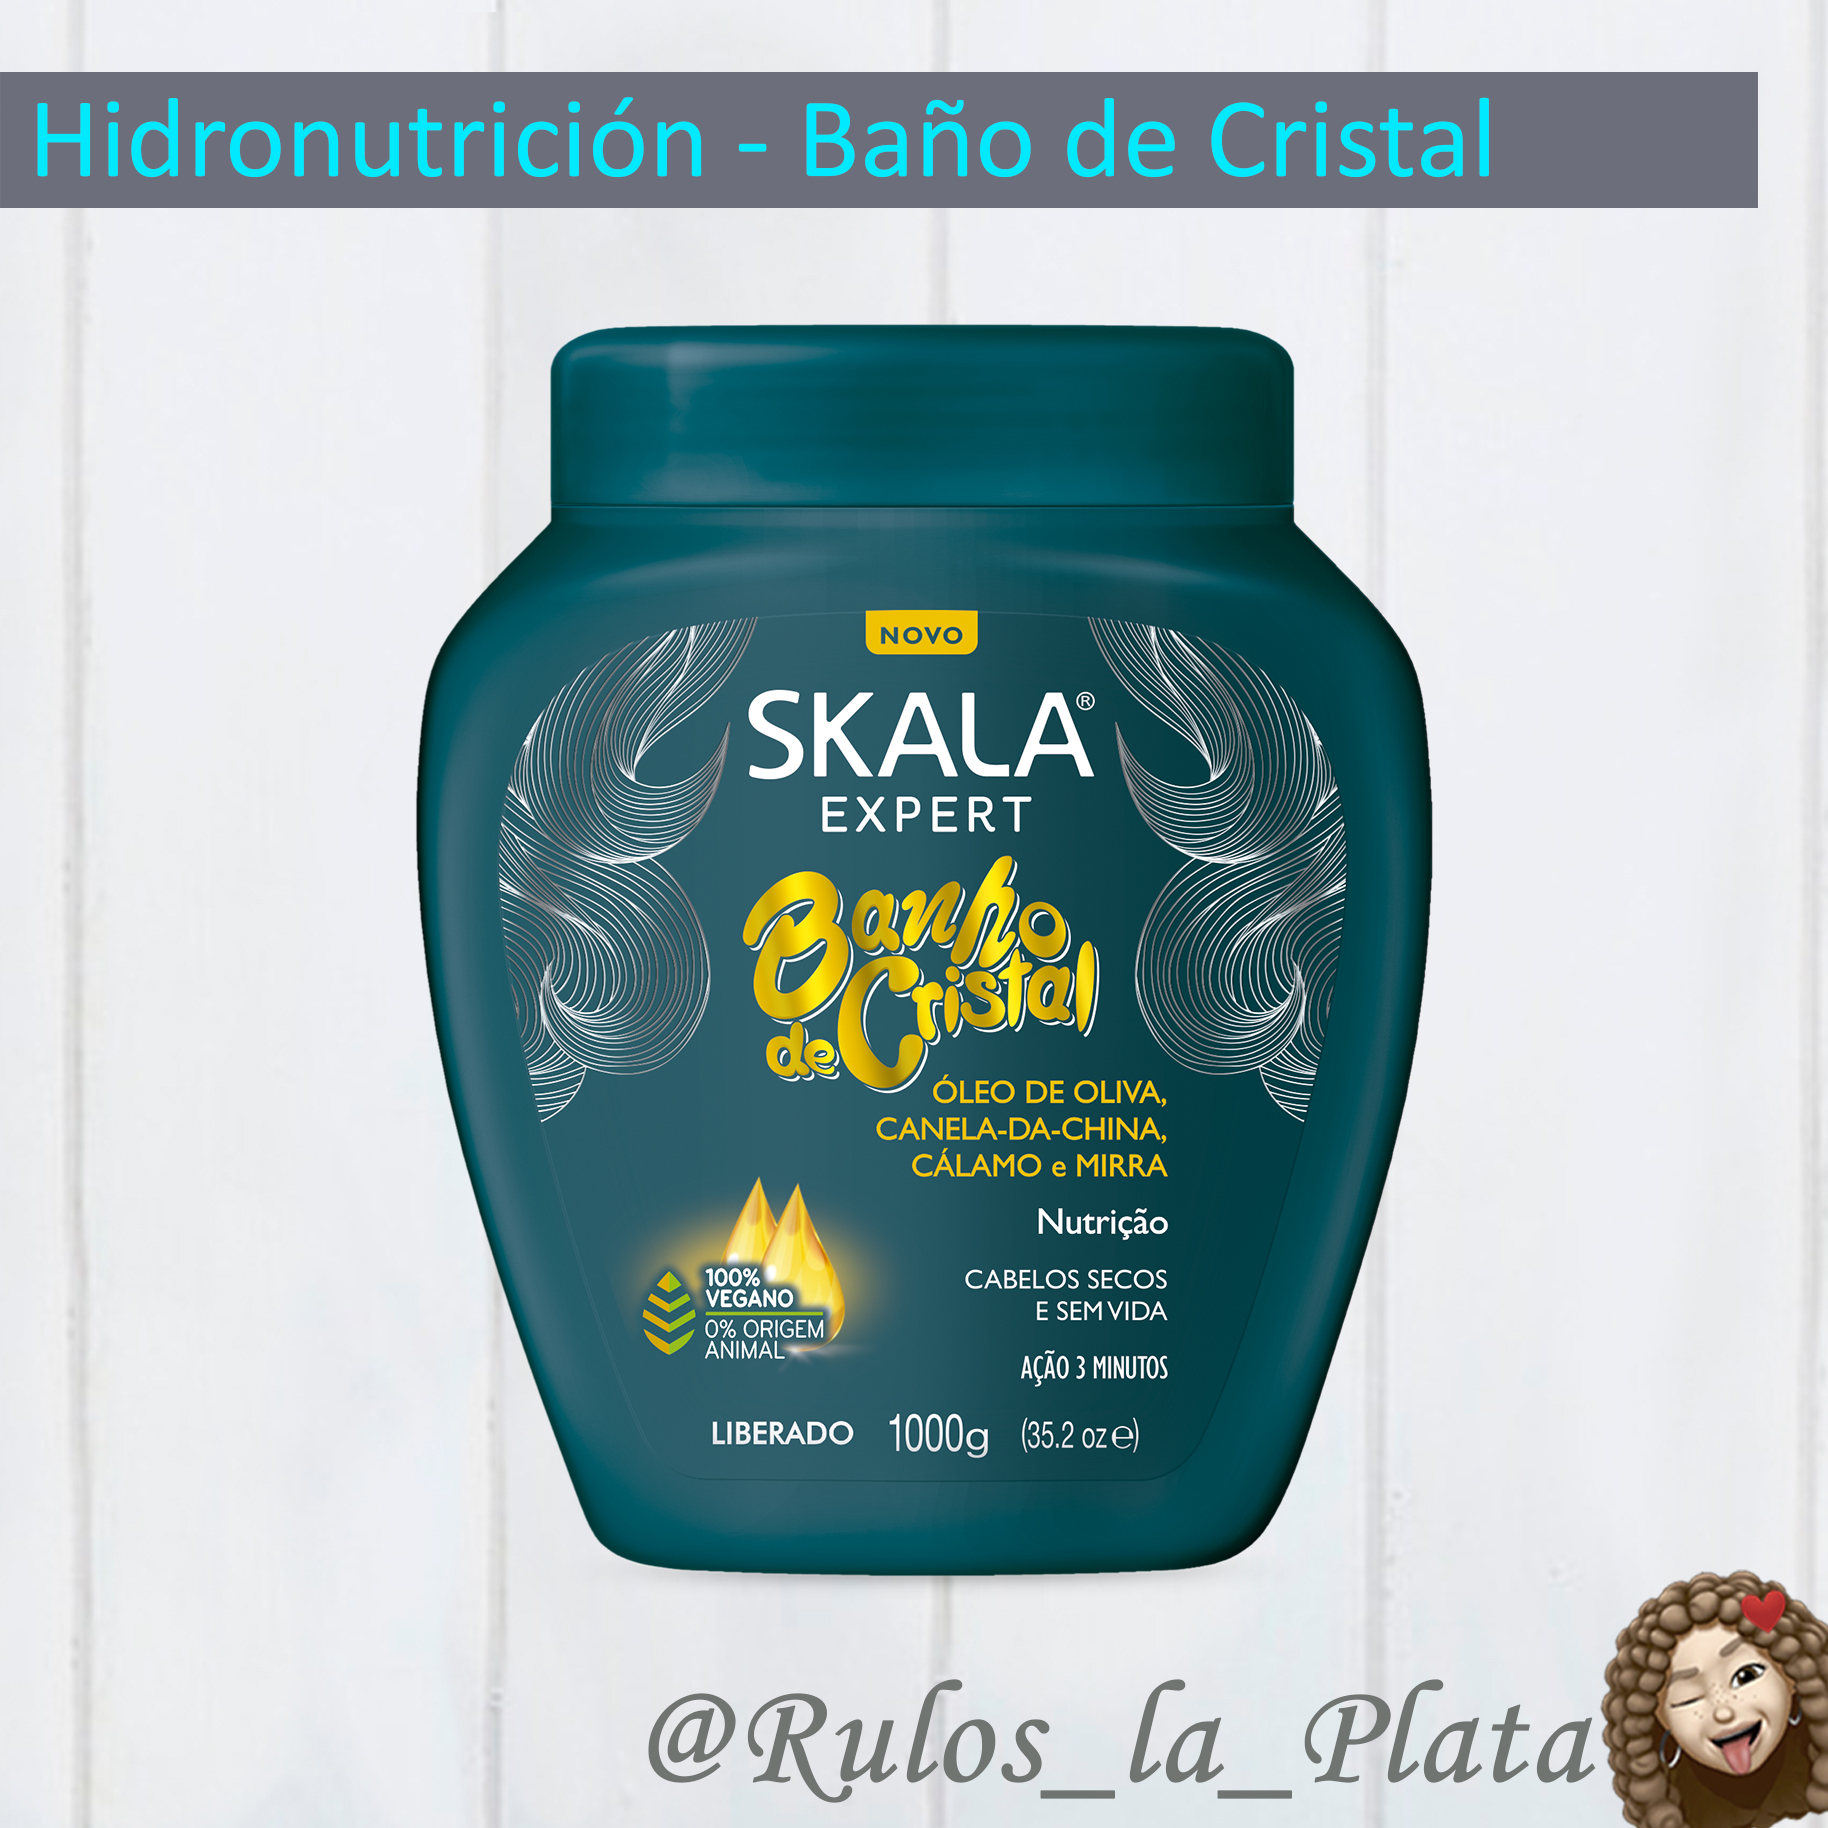 Hidronutrición - Baño de Cristal
NOVO
SKALA®
EXPERT
Banho
de Cristal
ÓLEO DE OLIVA,
CANELA-DA-CHINA,
CÁLAMO e MIRRA
Nutrição
CABELOS SECOS
E SEM VIDA
AÇÃO 3 MINUTOS
100%
VEGANO
0% ORIGEM
ANIMAL
LIBERADO 1000g (35.2 oz ℮)
@Rulos_la_Plata